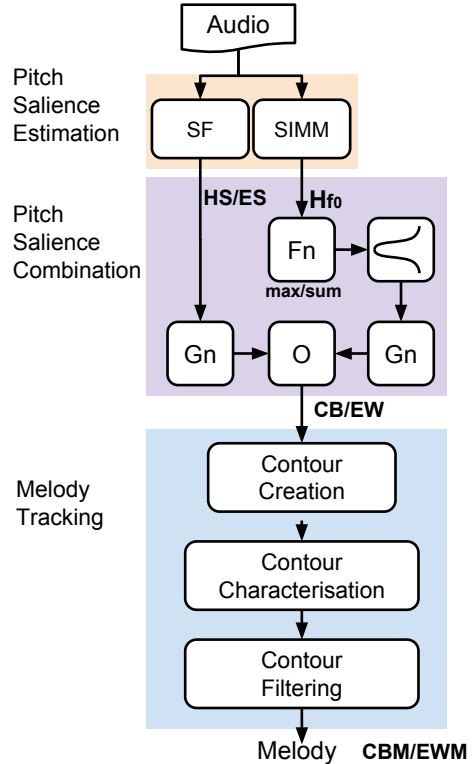 Audio
Pitch
Salience
Estimation
SF
SIMM
HS/ES
Hf0
Pitch
Salience
Combination
Fn
max/sum
Gn
O
Gn
CB/EW
Melody
Tracking
Contour
Creation
Contour
Characterisation
Contour
Filtering
Melody CBM/EWM